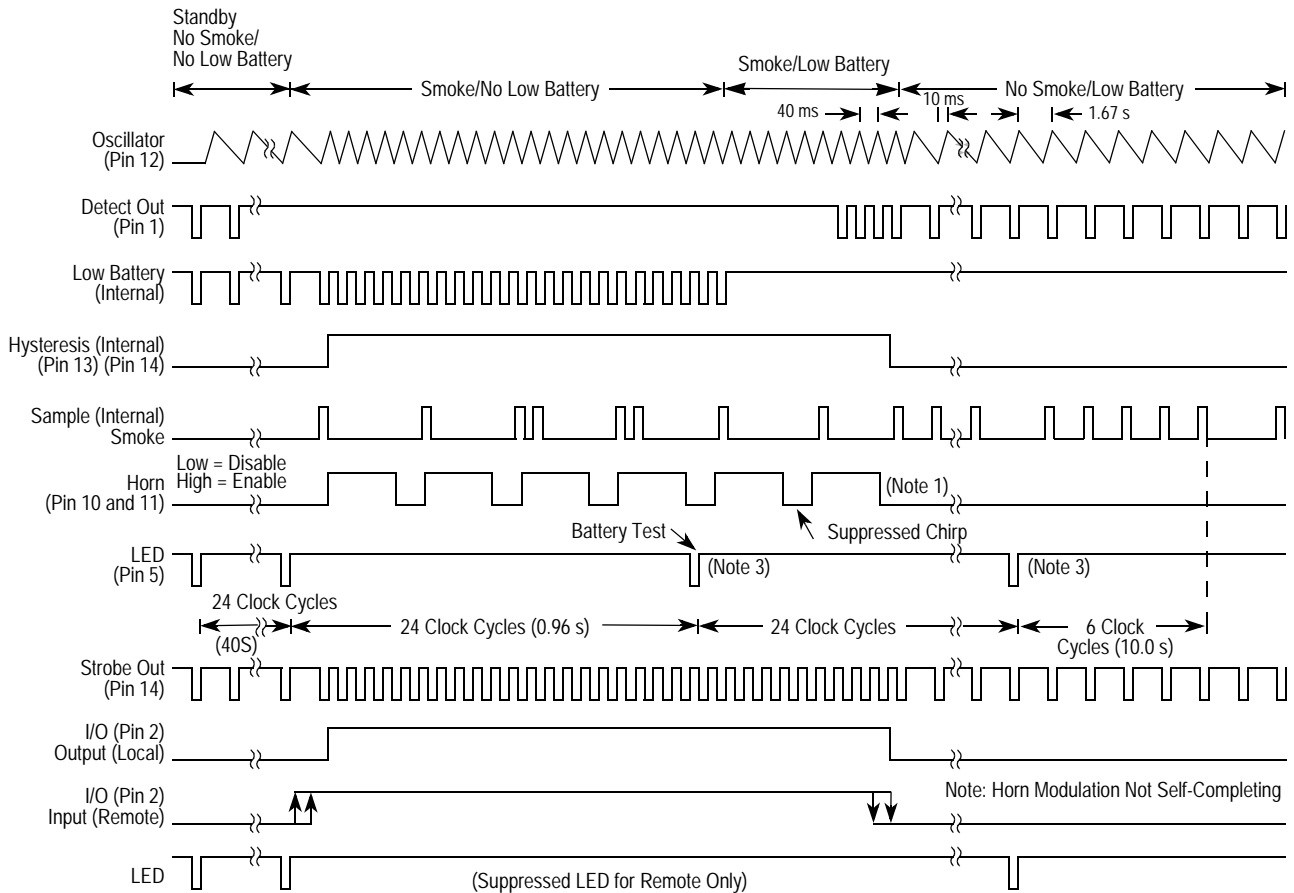 Standby
No Smoke/
No Low Battery
Smoke/No Low Battery
Smoke/Low Battery
No Smoke/Low Battery
40 ms
10 ms
1.67 s
Oscillator
(Pin 12)
Detect Out
(Pin 1)
Low Battery
(Internal)
Hysteresis (Internal)
(Pin 13) (Pin 14)
Sample (Internal)
Smoke
Low = Disable
High = Enable
Horn
(Pin 10 and 11)
(Note 1)
Battery Test
Suppressed Chirp
LED
(Pin 5)
(Note 3)
(Note 3)
24 Clock Cycles
(40S)
24 Clock Cycles (0.96 s)
24 Clock Cycles
6 Clock
Cycles (10.0 s)
Strobe Out
(Pin 14)
I/O (Pin 2)
Output (Local)
I/O (Pin 2)
Input (Remote)
Note: Horn Modulation Not Self-Completing
LED
(Suppressed LED for Remote Only)